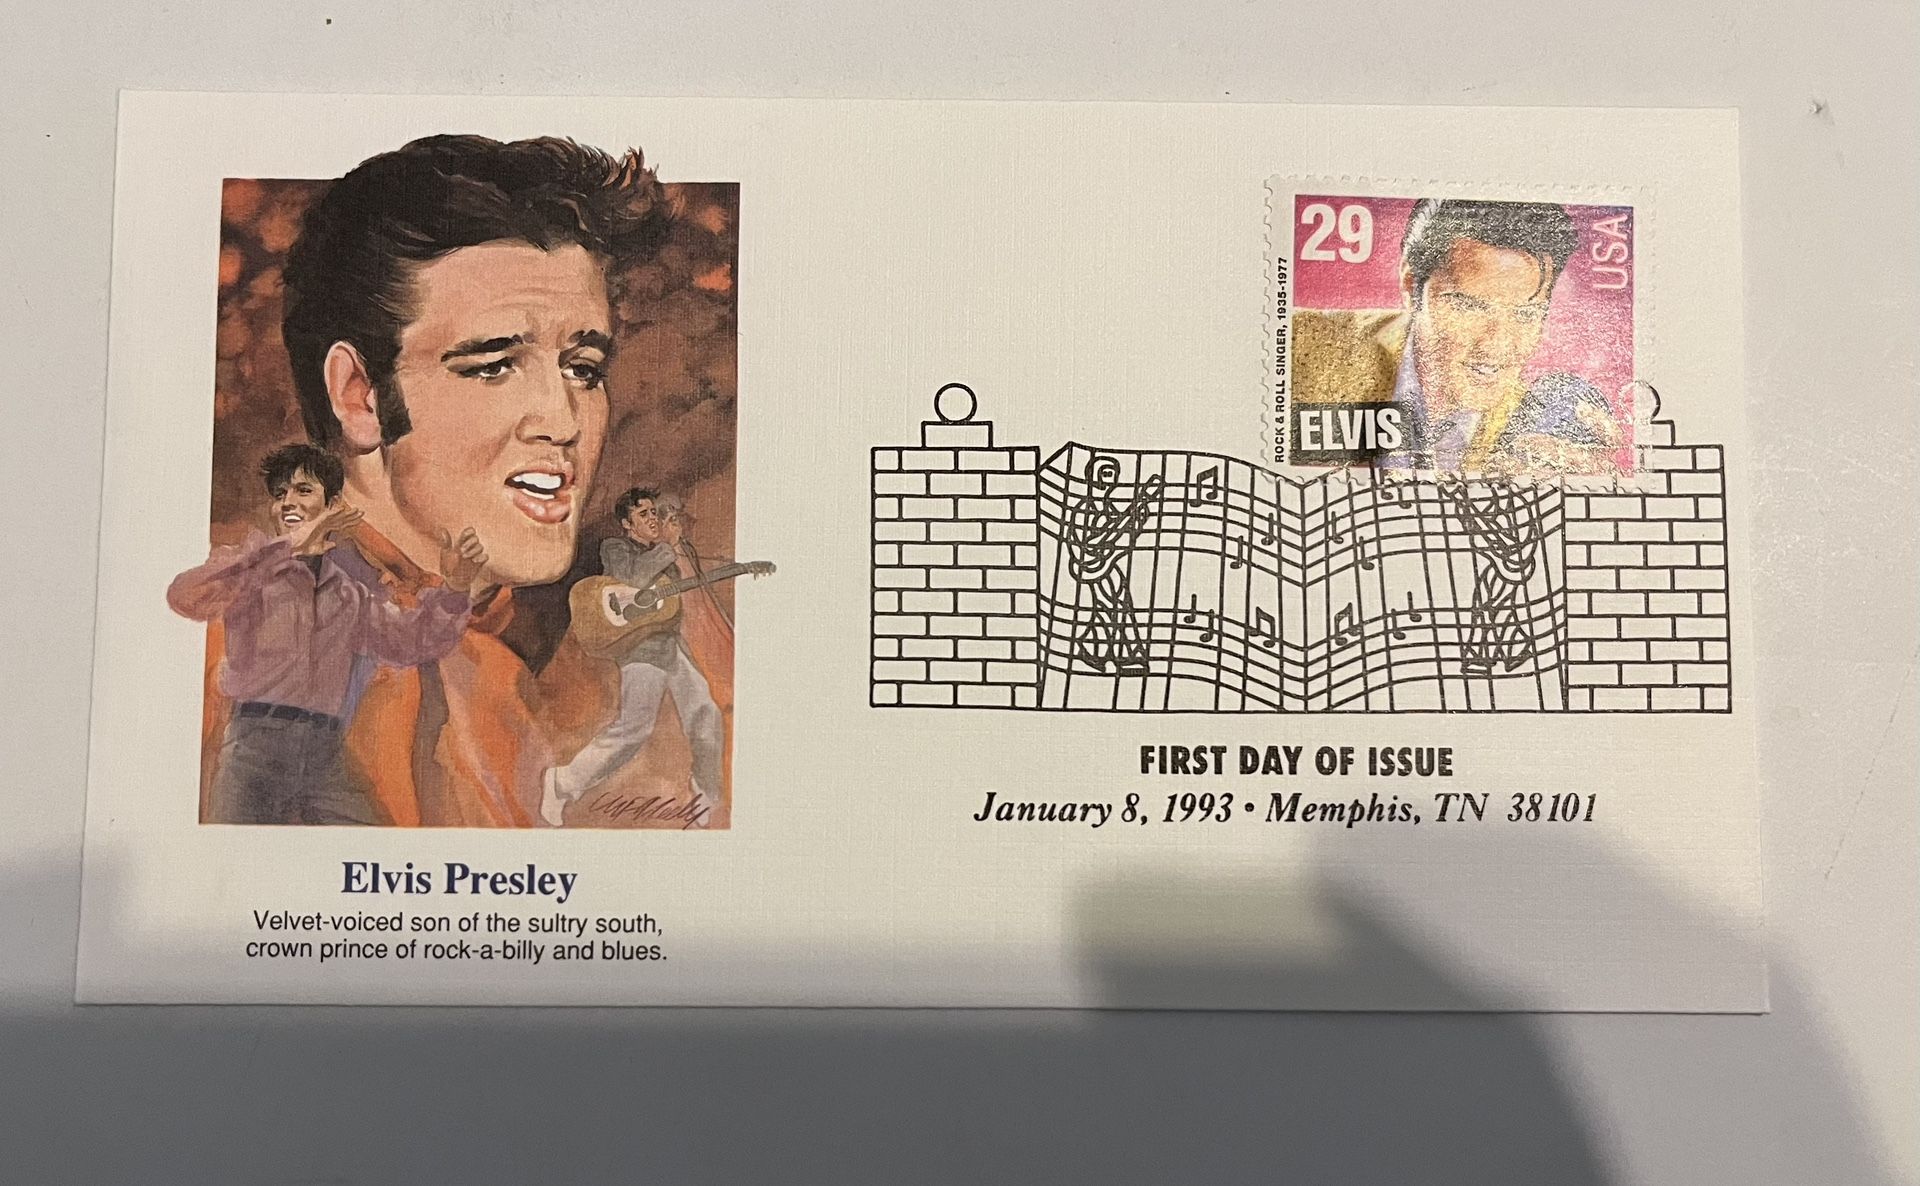 29
USA
ROCK & ROLL SINGER, 1935-1977
ELVIS
FIRST DAY OF ISSUE
January 8, 1993 • Memphis, TN 38101
Elvis Presley
Velvet-voiced son of the sultry south,
crown prince of rock-a-billy and blues.